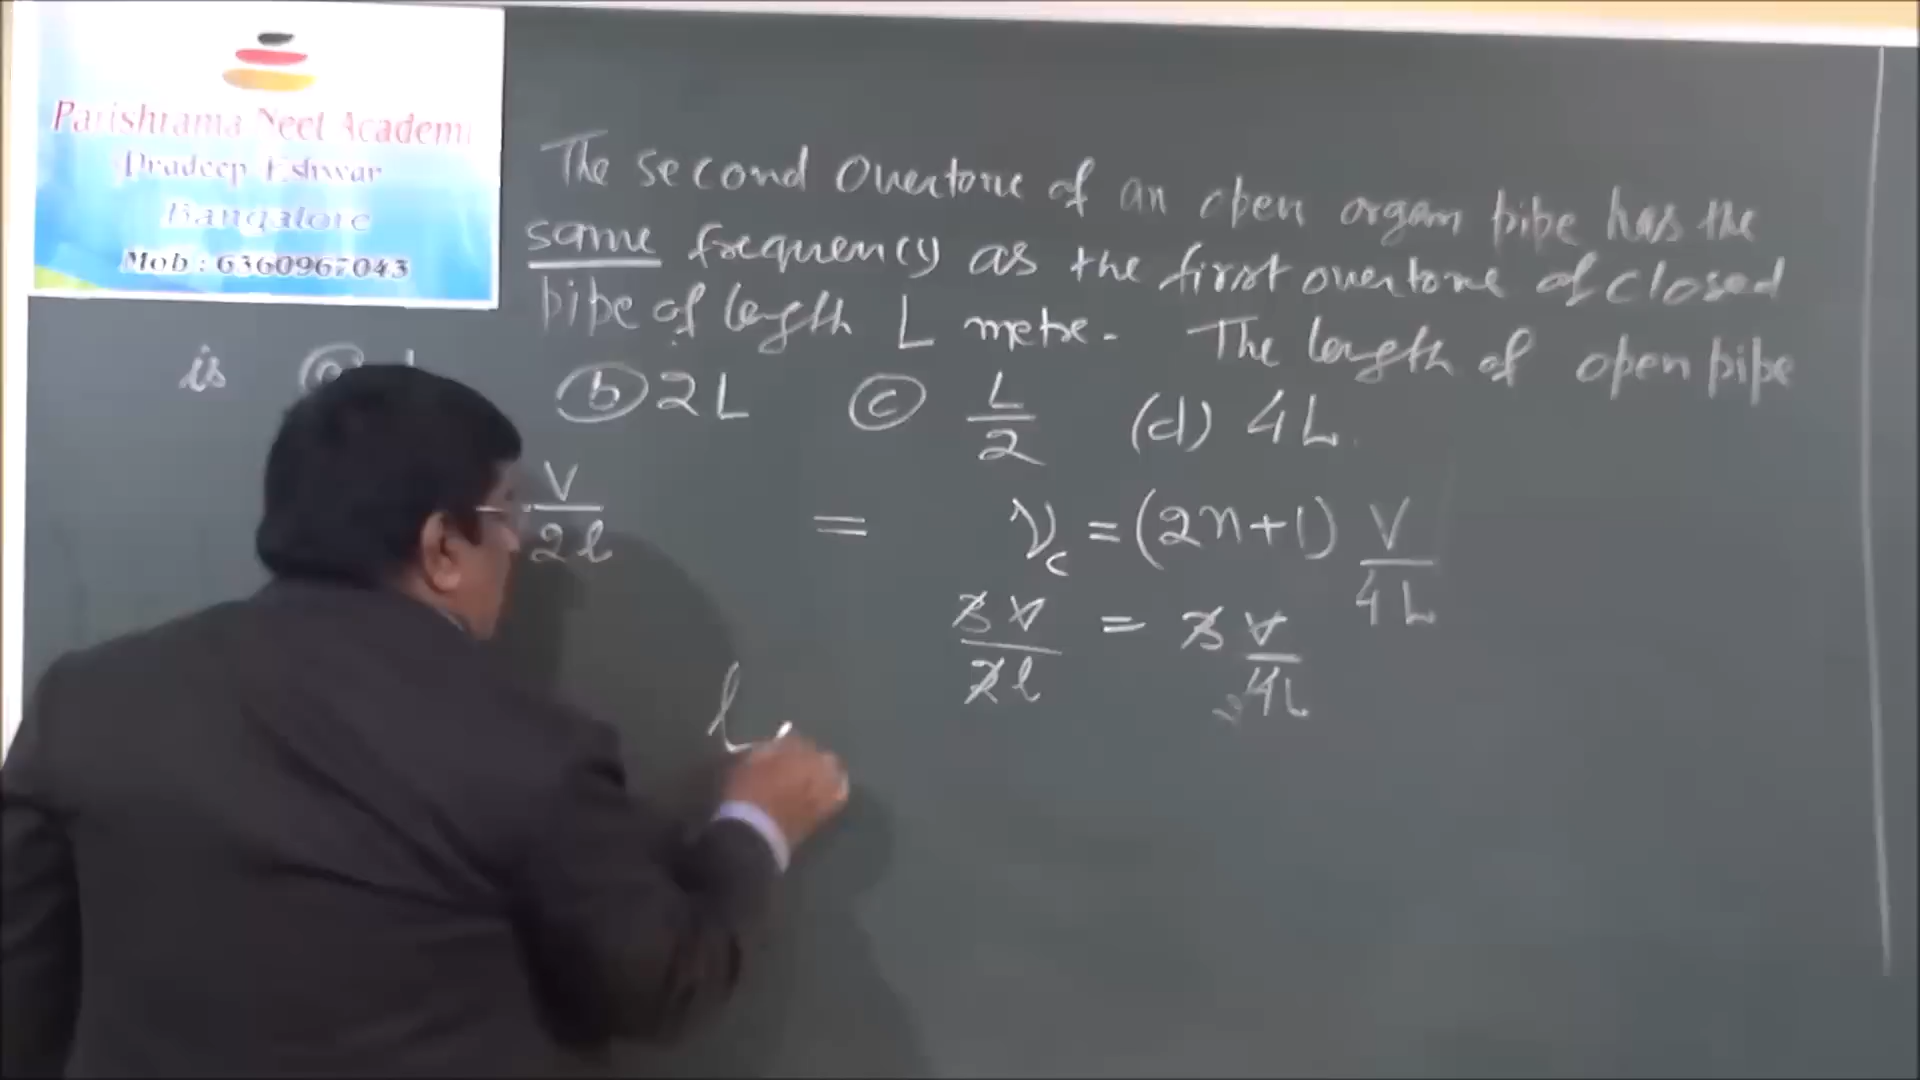 Parishrama Neet Academ
Pradeep Eshwar
Bangalore
Mob : 6360967043
The second Overtone of an open organ pipe has the
same frequency as the first overtone of closed
pipe of length L metre. The length of open pipe
is (b) 2L (c) L/2 (d) 4L
V/2l = ν_c = (2n+1) V/4L
3V/2l = 3 V/4L
l